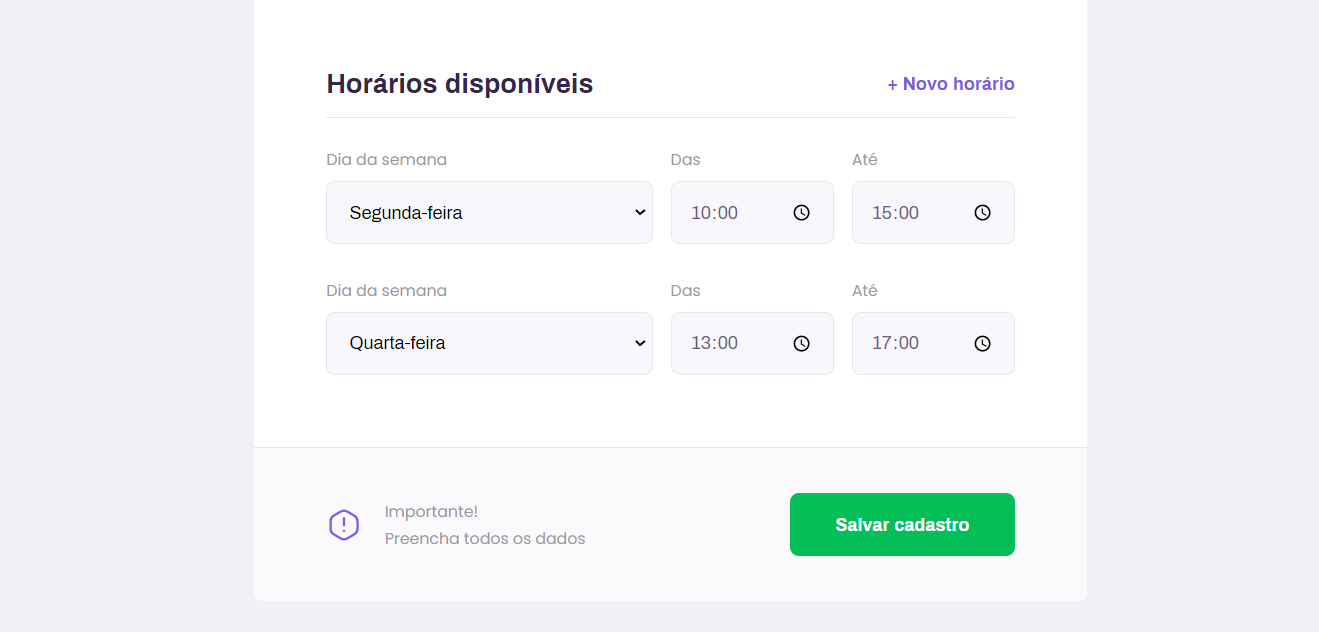 Horários disponíveis
+ Novo horário
Dia da semana
Das
Até
Segunda-feira
10:00
15:00
Dia da semana
Das
Até
Quarta-feira
13:00
17:00
Importante!
Preencha todos os dados
Salvar cadastro